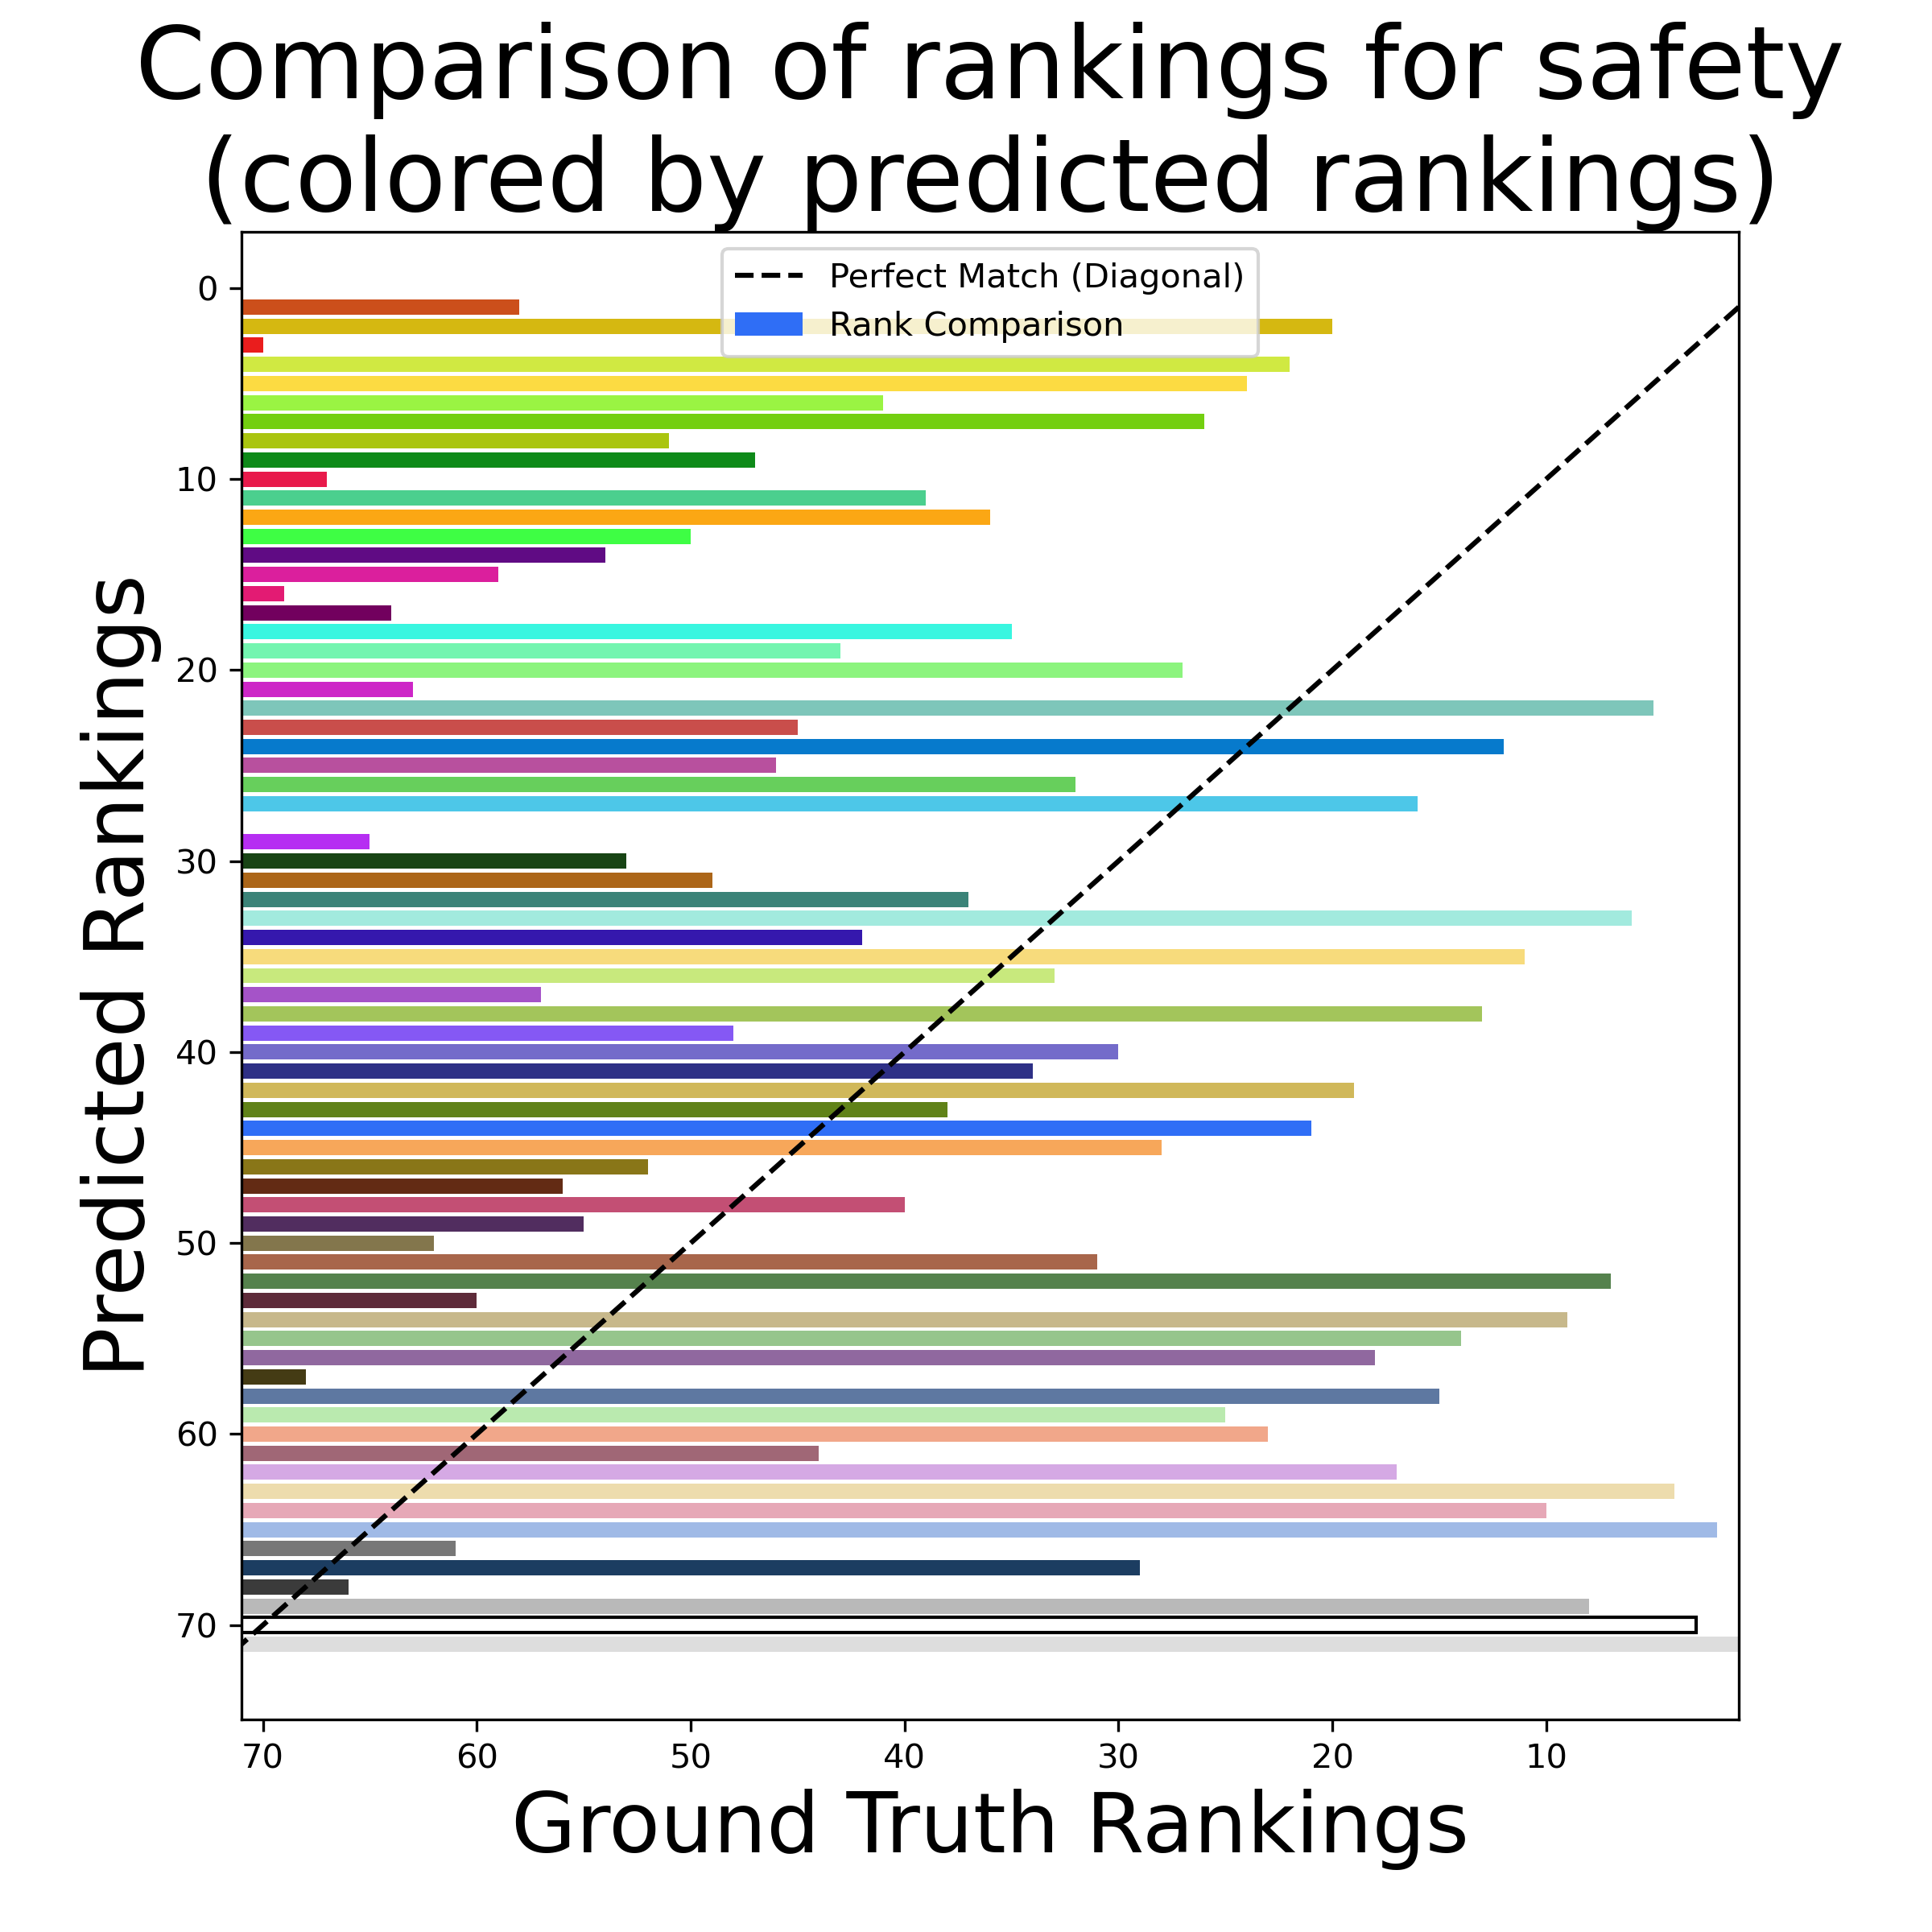 Comparison of rankings for safety
(colored by predicted rankings)
Perfect Match (Diagonal)
Rank Comparison
Predicted Rankings
0
10
20
30
40
50
60
70
70 60 50 40 30 20 10
Ground Truth Rankings